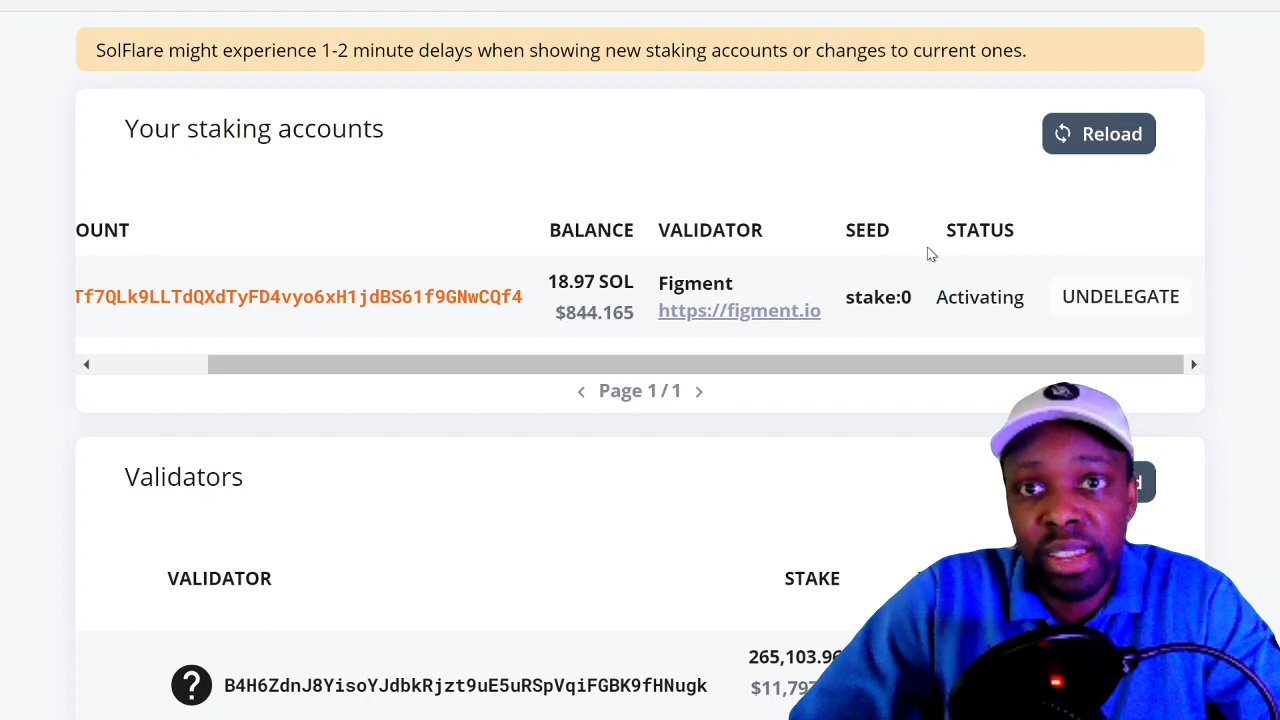 SolFlare might experience 1-2 minute delays when showing new staking accounts or changes to current ones.
Your staking accounts
Reload
OUNT BALANCE VALIDATOR SEED STATUS
Tf7QLk9LLTdQXdTyFD4vyo6xH1jdBS61f9GNwCQf4 18.97 SOL Figment stake:0 Activating UNDELEGATE
$844.165 https://figment.io
Page 1 / 1
Validators
VALIDATOR STAKE
B4H6ZdnJ8YisoYJdbkRjzt9uE5uRSpVqiFGBK9fHNugk 265,103.96
$11,797